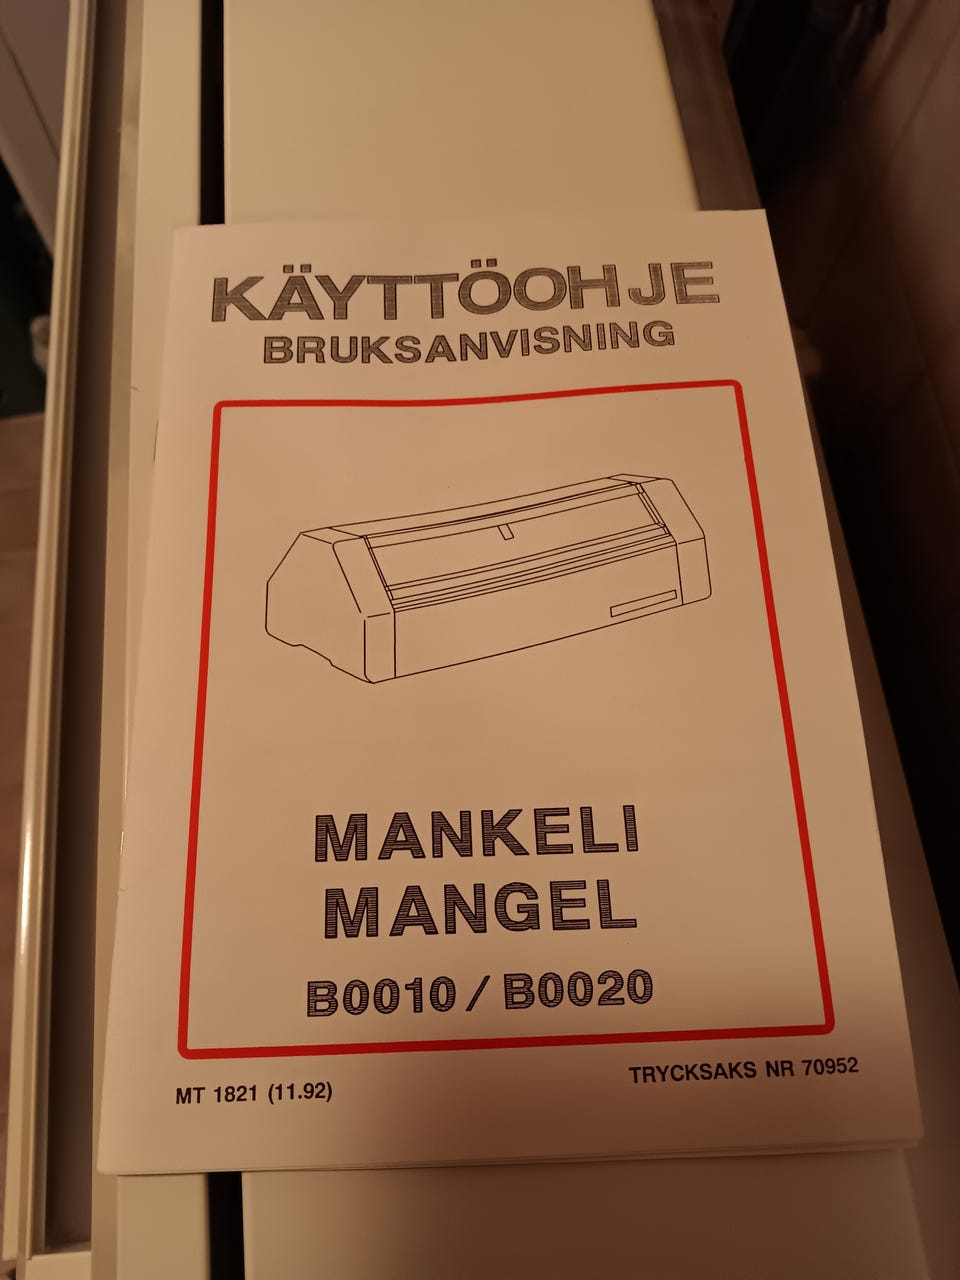 KÄYTTÖOHJE
BRUKSANVISNING
MANKELI
MANGEL
B0010 / B0020
MT 1821 (11.92)
TRYCKSAKS NR 70952